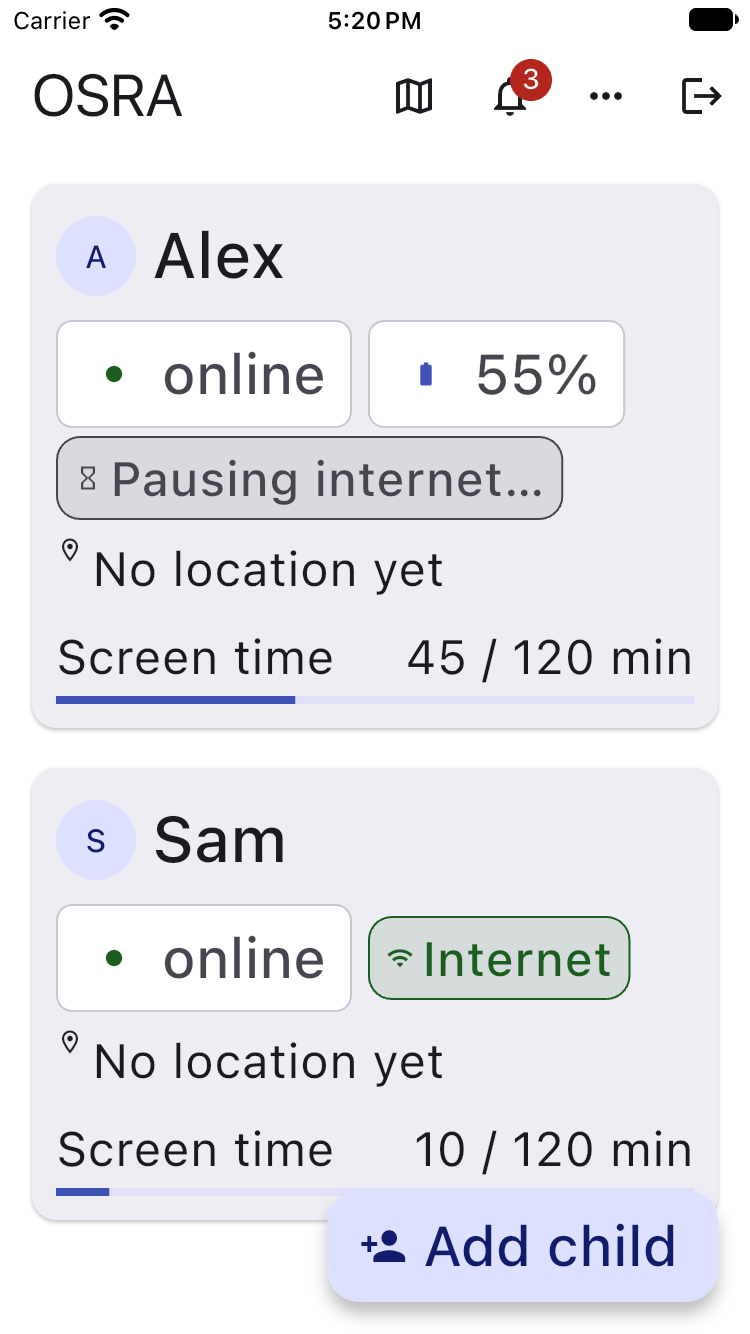 Carrier 5:20 PM
OSRA 3
A Alex
online 55%
Pausing internet...
No location yet
Screen time 45 / 120 min
S Sam
online Internet
No location yet
Screen time 10 / 120 min
Add child